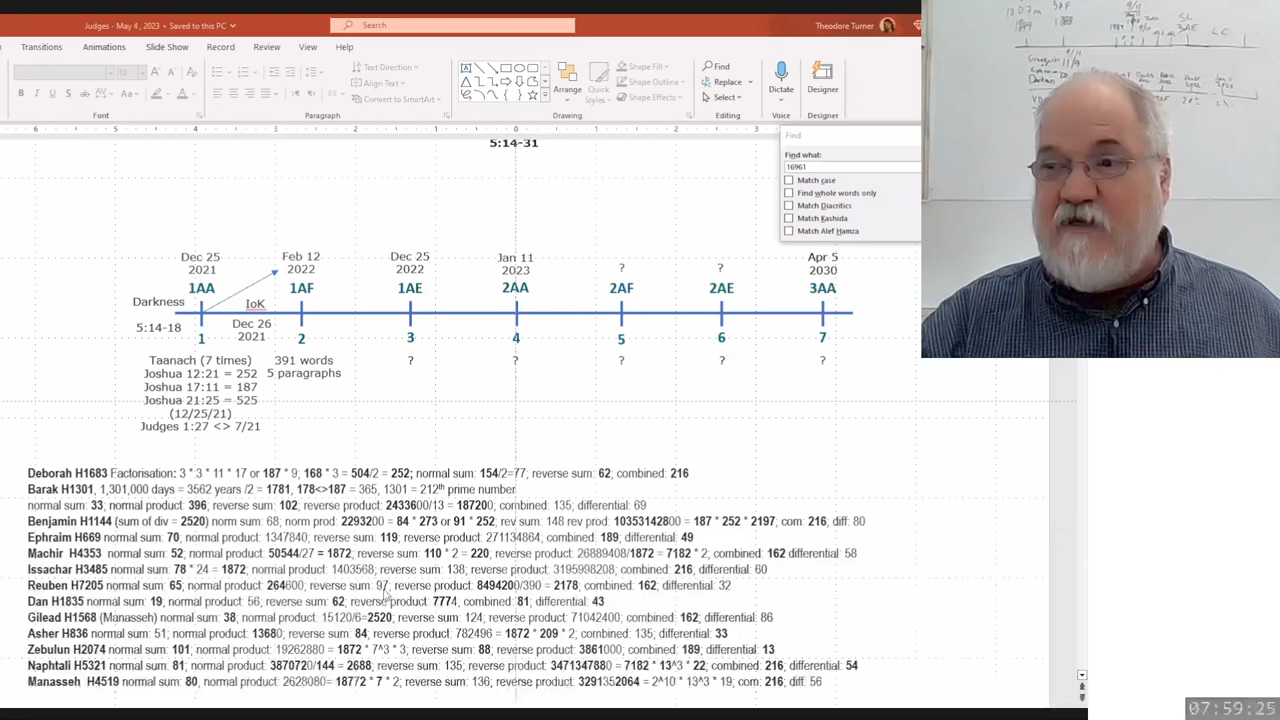 Judges - May 4, 2023 • Saved to this PC
Search
Theodore Turner
Transitions Animations Slide Show Record Review View Help
Text Direction
Align Text
Convert to SmartArt
Arrange
Quick Styles
Shape Fill
Shape Outline
Shape Effects
Find
Replace
Select
Dictate
Designer
Font Paragraph Drawing Editing Voice Designer
6 5 4 3 2 1 0 1 2 3
Find
Find what:
16961
Match case
Find whole words only
Match Diacritics
Match Kashida
Match Alef Hamza
5:14-31
Dec 25 Feb 12 Dec 25 Jan 11 ? ? Apr 5
2021 2022 2022 2023 2030
1AA 1AF 1AE 2AA 2AF 2AE 3AA
Darkness IoK
5:14-18 Dec 26
2021
1 2 3 4 5 6 7
Taanach (7 times) 391 words ? ? ? ? ?
Joshua 12:21 = 252 5 paragraphs
Joshua 17:11 = 187
Joshua 21:25 = 525
(12/25/21)
Judges 1:27 <> 7/21
Deborah H1683 Factorisation: 3 * 3 * 11 * 17 or 187 * 9; 168 * 3 = 504/2 = 252; normal sum: 154/2=77; reverse sum: 62; combined: 216
Barak H1301, 1,301,000 days = 3562 years /2 = 1781, 178<>187 = 365, 1301 = 212th prime number
normal sum: 33; normal product: 396, reverse sum: 102; reverse product: 2433600/13 = 187200; combined: 135, differential: 69
Benjamin H1144 (sum of div = 2520) norm sum: 68; norm prod: 2293200 = 84 * 273 or 91 * 252, rev sum: 148 rev prod: 10353142800 = 187 * 252 * 2197; com: 216, diff: 80
Ephraim H669 normal sum: 70, normal product: 1347840; reverse sum: 119; reverse product: 271134864, combined: 189, differential: 49
Machir H4353 normal sum: 52; normal product: 50544/27 = 1872, reverse sum: 110 * 2 = 220, reverse product: 26889408/1872 = 7182 * 2; combined: 162 differential: 58
Issachar H3485 normal sum: 78 * 24 = 1872, normal product: 1403568, reverse sum: 138, reverse product: 3195998208, combined: 216, differential: 60
Reuben H7205 normal sum: 65, normal product: 264600, reverse sum: 97, reverse product: 8494200/390 = 2178, combined: 162, differential: 32
Dan H1835 normal sum: 19, normal product: 56, reverse sum: 62, reverse product: 7774, combined: 81, differential: 43
Gilead H1568 (Manasseh) normal sum: 38, normal product: 15120/6=2520; reverse sum: 124, reverse product: 71042400, combined: 162, differential: 86
Asher H836 normal sum: 51, normal product: 13680, reverse sum: 84, reverse product: 782496 = 1872 * 209 * 2; combined: 135; differential: 33
Zebulun H2074 normal sum: 101, normal product: 19262880 = 1872 * 7^3 * 3, reverse sum: 88, reverse product: 3861000; combined: 189, differential: 13
Naphtali H5321 normal sum: 81, normal product: 3870720/144 = 2688, reverse sum: 135, reverse product: 3471347880 = 7182 * 13^3 * 22, combined: 216, differential: 54
Manasseh H4519 normal sum: 80, normal product: 2628080= 18772 * 7 * 2; reverse sum: 136, reverse product: 3291352064 = 2^10 * 13^3 * 19; com: 216, diff: 56
07:59:25